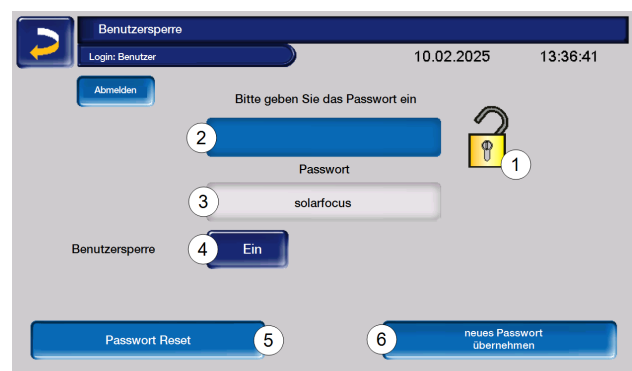 Benutzersperre
Login: Benutzer
10.02.2025 13:36:41
Abmelden
Bitte geben Sie das Passwort ein
2
1
Passwort
3 solarfocus
Benutzersperre 4 Ein
Passwort Reset 5
6 neues Passwort
übernehmen